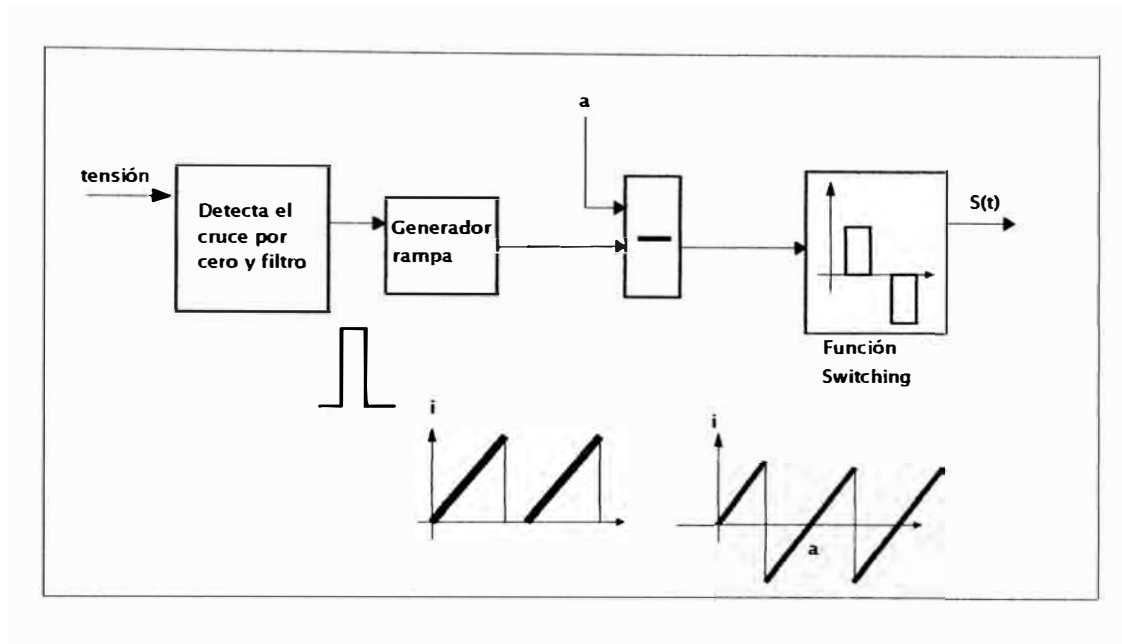 a
tensión
Detecta el
cruce por
cero y filtro
Generador
rampa
S(t)
Función
Switching
i
i
a